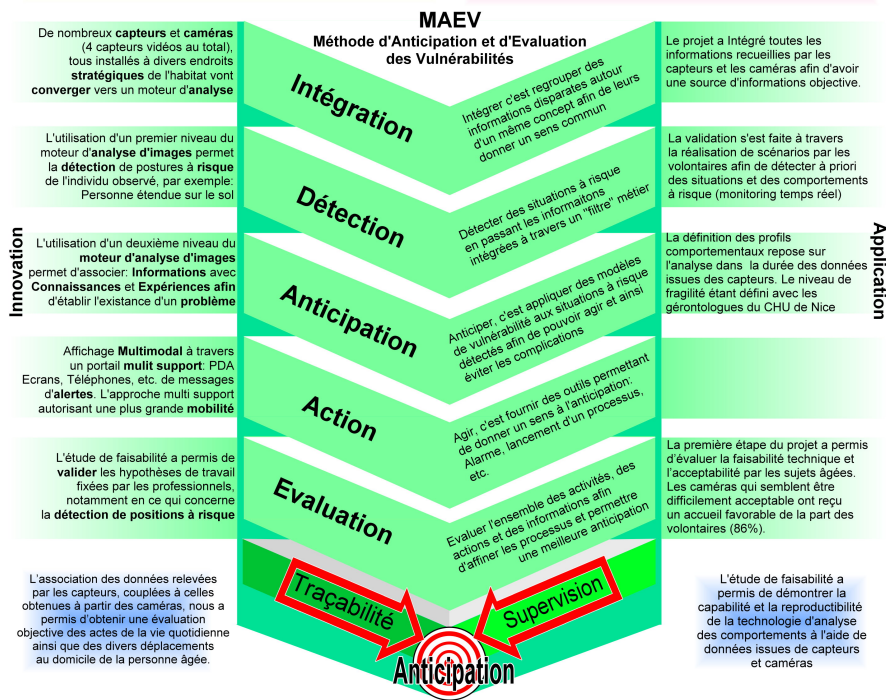 MAEV
Méthode d'Anticipation et d'Evaluation
des Vulnérabilités
Innovation
Application
De nombreux capteurs et caméras
(4 capteurs vidéos au total),
tous installés à divers endroits
stratégiques de l'habitat vont
converger vers un moteur d'analyse
Intégration
Intégrer c'est regrouper des
informations disparates autour
d'un même concept afin de leurs
donner un sens commun
Le projet a Intégré toutes les
informations recueillies par les
capteurs et les caméras afin d'avoir
une source d'informations objective.
L'utilisation d'un premier niveau du
moteur d'analyse d'images permet
la détection de postures à risque
de l'individu observé, par exemple:
Personne étendue sur le sol
Détection
Détecter des situations à risque
en passant les informatons
intégrées à travers un "filtre" métier
La validation s'est faite à travers
la réalisation de scénarios par les
volontaires afin de détecter à priori
des situations et des comportements
à risque (monitoring temps réel)
L'utilisation d'un deuxième niveau du
moteur d'analyse d'images
permet d'associer: Informations avec
Connaissances et Expériences afin
d'établir l'existance d'un problème
Anticipation
Anticiper, c'est appliquer des modèles
de vulnérabilité aux situations à risque
détectés afin de pouvoir agir et ainsi
éviter les complications
La définition des profils
comportementaux repose sur
l'analyse dans la durée des données
issues des capteurs. Le niveau de
fragilité étant défini avec les
gérontologues du CHU de Nice
Affichage Multimodal à travers
un portail mulit support: PDA
Ecrans, Téléphones, etc. de messages
d'alertes. L'approche multi support
autorisant une plus grande mobilité
Action
Agir, c'est fournir des outils permettant
de donner un sens à l'anticipation:
Alarme, lancement d'un processus,
etc.
L'étude de faisabilité a permis de
valider les hypothèses de travail
fixées par les professionnels,
notamment en ce qui concerne
la détection de positions à risque
Evaluation
Evaluer l'ensemble des activités, des
actions et des informations afin
d'affiner les processus et permettre
une meilleure anticipation
La première étape du projet a permis
d'évaluer la faisabilité technique et
l'acceptabilité par les sujets âgées.
Les caméras qui semblent être
difficilement acceptable ont reçu
un accueil favorable de la part des
volontaires (86%).
L'association des données relevées
par les capteurs, couplées à celles
obtenues à partir des caméras, nous a
permis d'obtenir une évaluation
objective des actes de la vie quotidienne
ainsi que des divers déplacements
au domicile de la personne âgée.
Traçabilité
Supervision
Anticipation
L'étude de faisabilité a
permis de démontrer la
capabilité et la reproductibilité
de la technologie d'analyse
des comportements à l'aide de
données issues de capteurs
et caméras